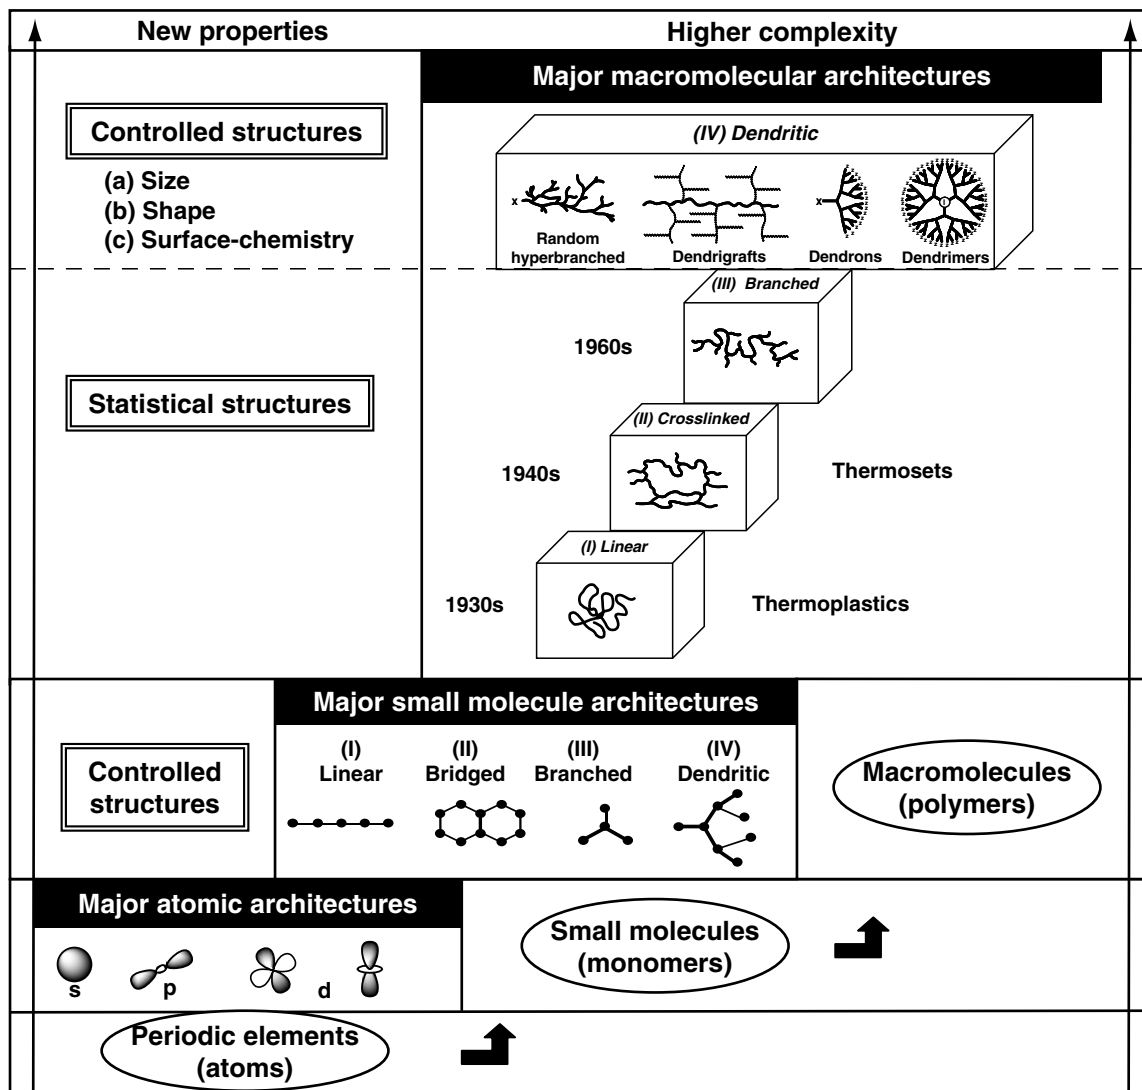 New properties
Higher complexity
Major macromolecular architectures
Controlled structures
(a) Size
(b) Shape
(c) Surface-chemistry
(IV) Dendritic
x
x
I
Random
hyperbranched
Dendrigrafts
Dendrons
Dendrimers
(III) Branched
1960s
Statistical structures
(II) Crosslinked
1940s
Thermosets
(I) Linear
1930s
Thermoplastics
Major small molecule architectures
Controlled
structures
(I)
Linear
(II)
Bridged
(III)
Branched
(IV)
Dendritic
Macromolecules
(polymers)
Major atomic architectures
s
p
d
Small molecules
(monomers)
Periodic elements
(atoms)